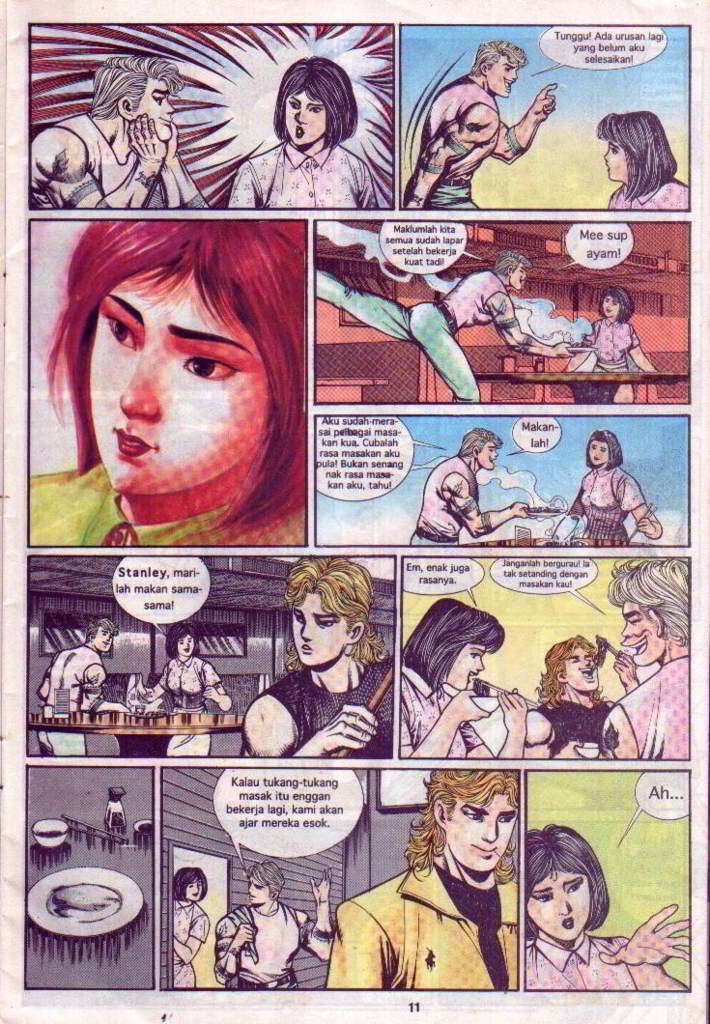 Tunggu! Ada urusan lagi
yang belum aku
selesaikan!
Maklumlah kita
semua sudah lapar
setelah bekerja
kuat tadi!
Mee sup
ayam!
Aku sudah-mera-
sai pelbagai masa-
kan kua. Cubalah
rasa masakan aku
pula! Bukan senang
nak rasa masa-
kan aku, tahu!
Makan-
lah!
Stanley, mari-
lah makan sama-
sama!
Em, enak juga
rasanya.
Janganlah bergurau! Ia
tak setanding dengan
masakan kau!
Kalau tukang-tukang
masak itu enggan
bekerja lagi, kami akan
ajar mereka esok.
Ah...
11